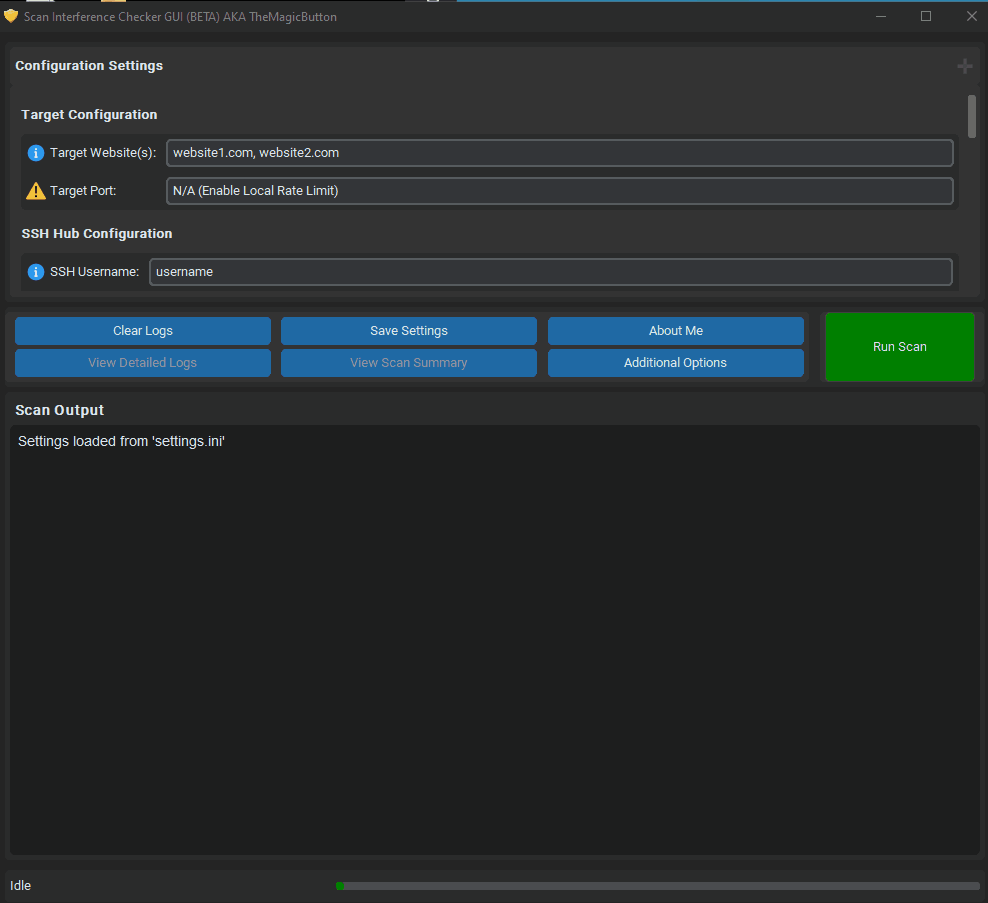 Scan Interference Checker GUI (BETA) AKA TheMagicButton
Configuration Settings
Target Configuration
Target Website(s): website1.com, website2.com
Target Port: N/A (Enable Local Rate Limit)
SSH Hub Configuration
SSH Username: username
Clear Logs Save Settings About Me
Run Scan
View Detailed Logs View Scan Summary Additional Options
Scan Output
Settings loaded from 'settings.ini'
Idle